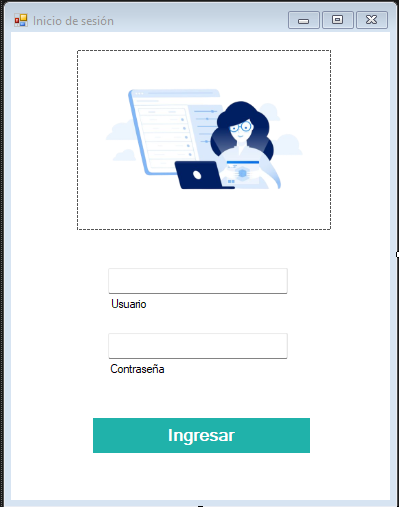 Inicio de sesión
Usuario
Contraseña
Ingresar